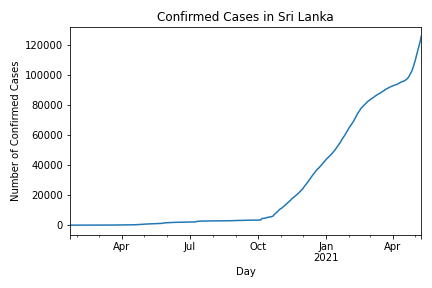 Confirmed Cases in Sri Lanka
120000
100000
80000
60000
40000
20000
0
Number of Confirmed Cases
Apr
Jul
Oct
Jan
2021
Apr
Day